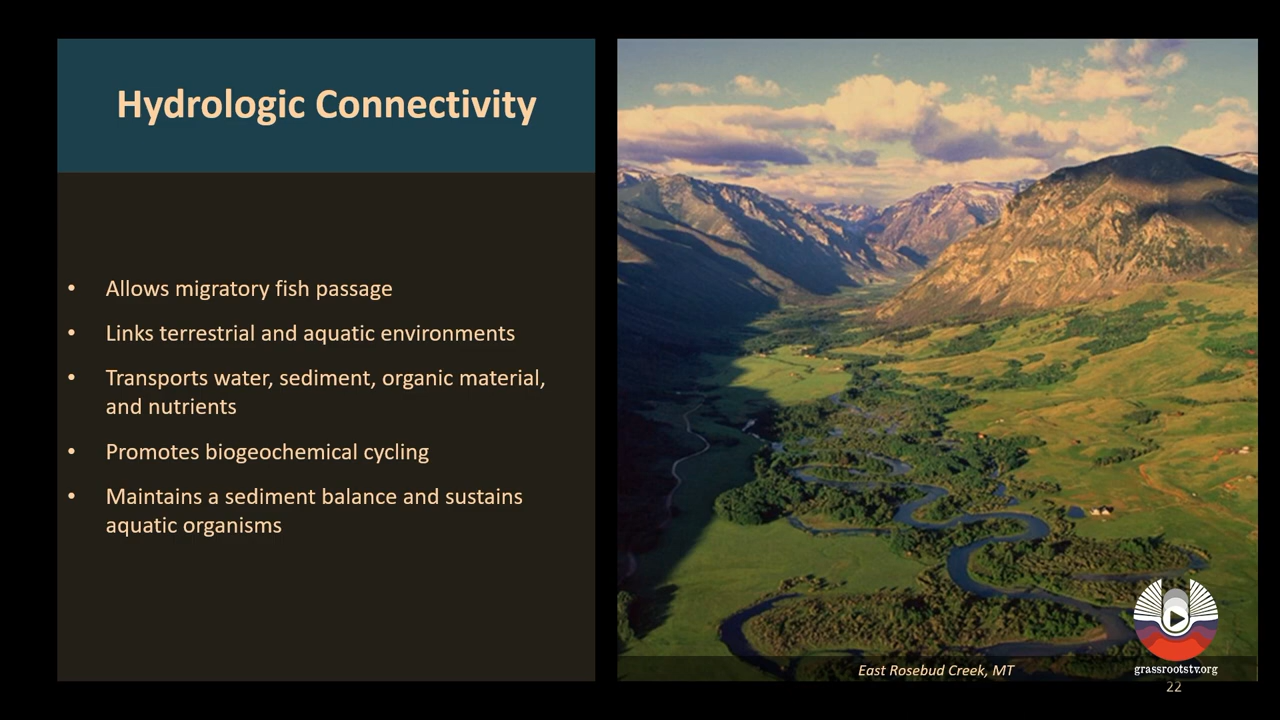 Hydrologic Connectivity
• Allows migratory fish passage
• Links terrestrial and aquatic environments
• Transports water, sediment, organic material,
and nutrients
• Promotes biogeochemical cycling
• Maintains a sediment balance and sustains
aquatic organisms
East Rosebud Creek, MT
grassrootstv.org
22